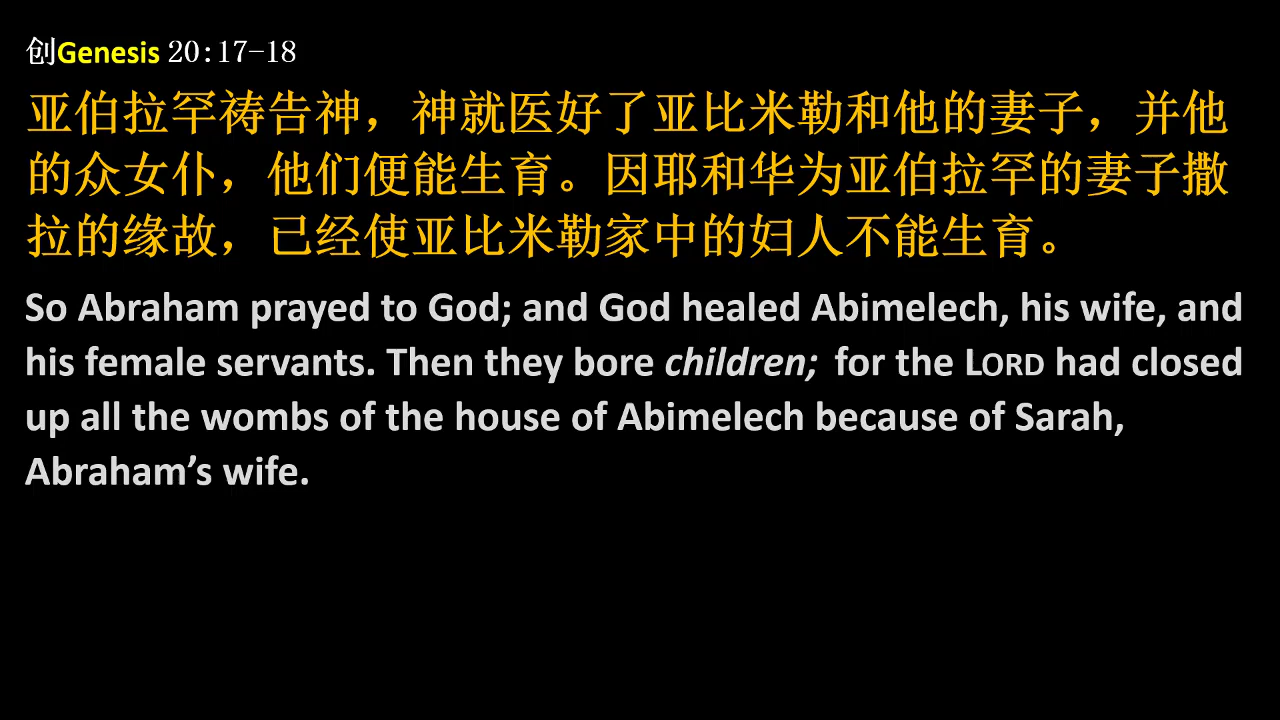 创Genesis 20:17-18
亚伯拉罕祷告神，神就医好了亚比米勒和他的妻子，并他
的众女仆，他们便能生育。因耶和华为亚伯拉罕的妻子撒
拉的缘故，已经使亚比米勒家中的妇人不能生育。
So Abraham prayed to God; and God healed Abimelech, his wife, and
his female servants. Then they bore children; for the LORD had closed
up all the wombs of the house of Abimelech because of Sarah,
Abraham’s wife.